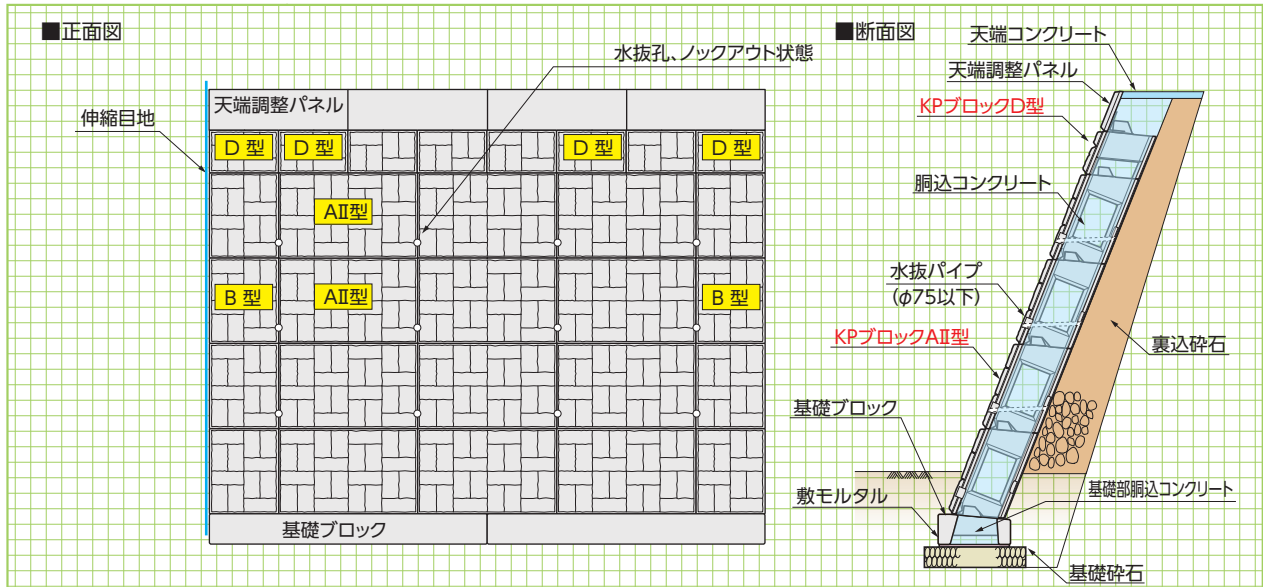 ■正面図
水抜孔、ノックアウト状態
伸縮目地
天端調整パネル
D 型
D 型
D 型
D 型
AII型
B 型
AII型
B 型
基礎ブロック
■断面図
天端コンクリート
天端調整パネル
KPブロックD型
胴込コンクリート
水抜パイプ
(φ75以下)
KPブロックAII型
裏込砕石
基礎ブロック
敷モルタル
基礎部胴込コンクリート
基礎砕石